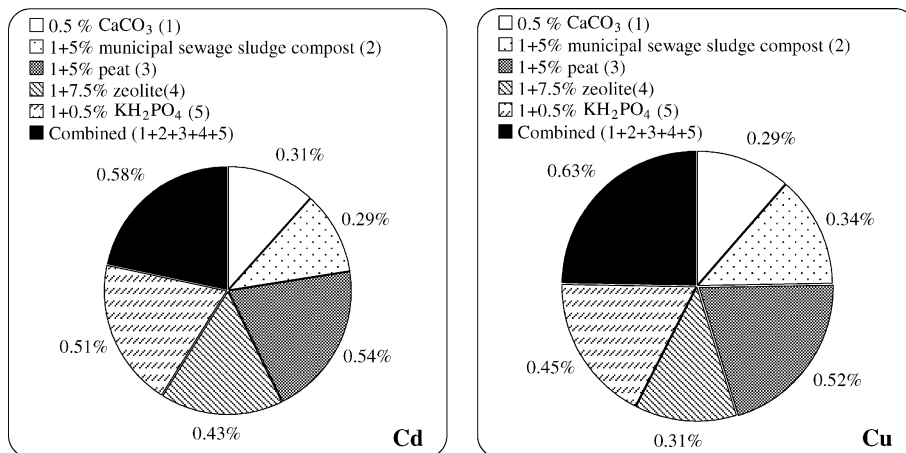 0.5 % CaCO₃ (1)
1+5% municipal sewage sludge compost (2)
1+5% peat (3)
1+7.5% zeolite(4)
1+0.5% KH₂PO₄ (5)
Combined (1+2+3+4+5)
0.31%
0.58%
0.29%
0.54%
0.51%
0.43%
Cd
0.5 % CaCO₃ (1)
1+5% municipal sewage sludge compost (2)
1+5% peat (3)
1+7.5% zeolite(4)
1+0.5% KH₂PO₄ (5)
Combined (1+2+3+4+5)
0.29%
0.63%
0.34%
0.52%
0.45%
0.31%
Cu